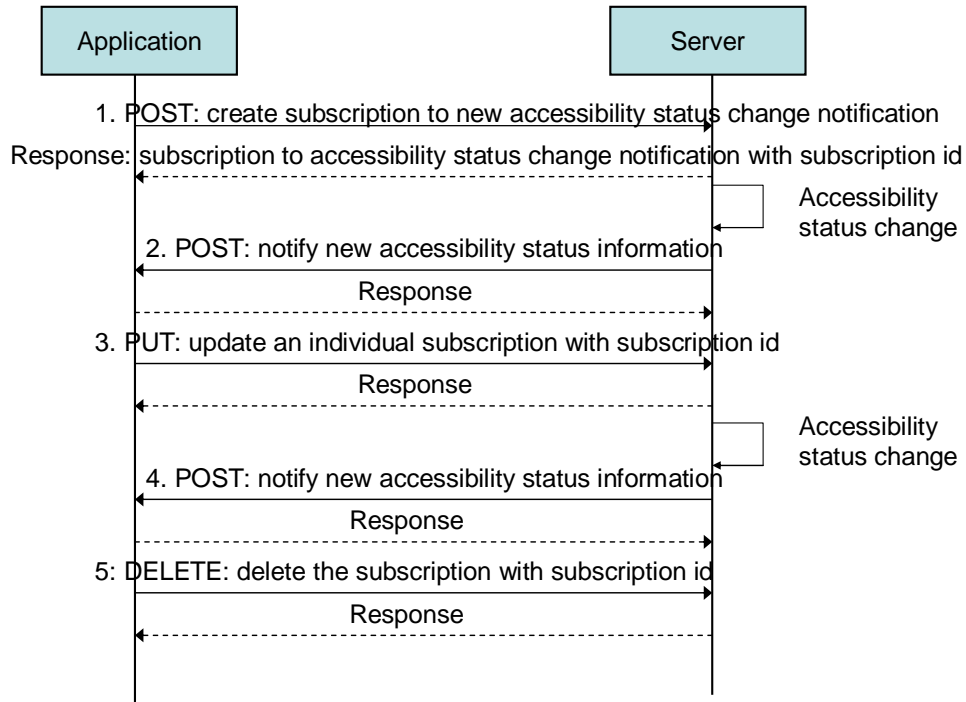 Application
Server
1. POST: create subscription to new accessibility status change notification
Response: subscription to accessibility status change notification with subscription id
Accessibility
status change
2. POST: notify new accessibility status information
Response
3. PUT: update an individual subscription with subscription id
Response
Accessibility
status change
4. POST: notify new accessibility status information
Response
5: DELETE: delete the subscription with subscription id
Response